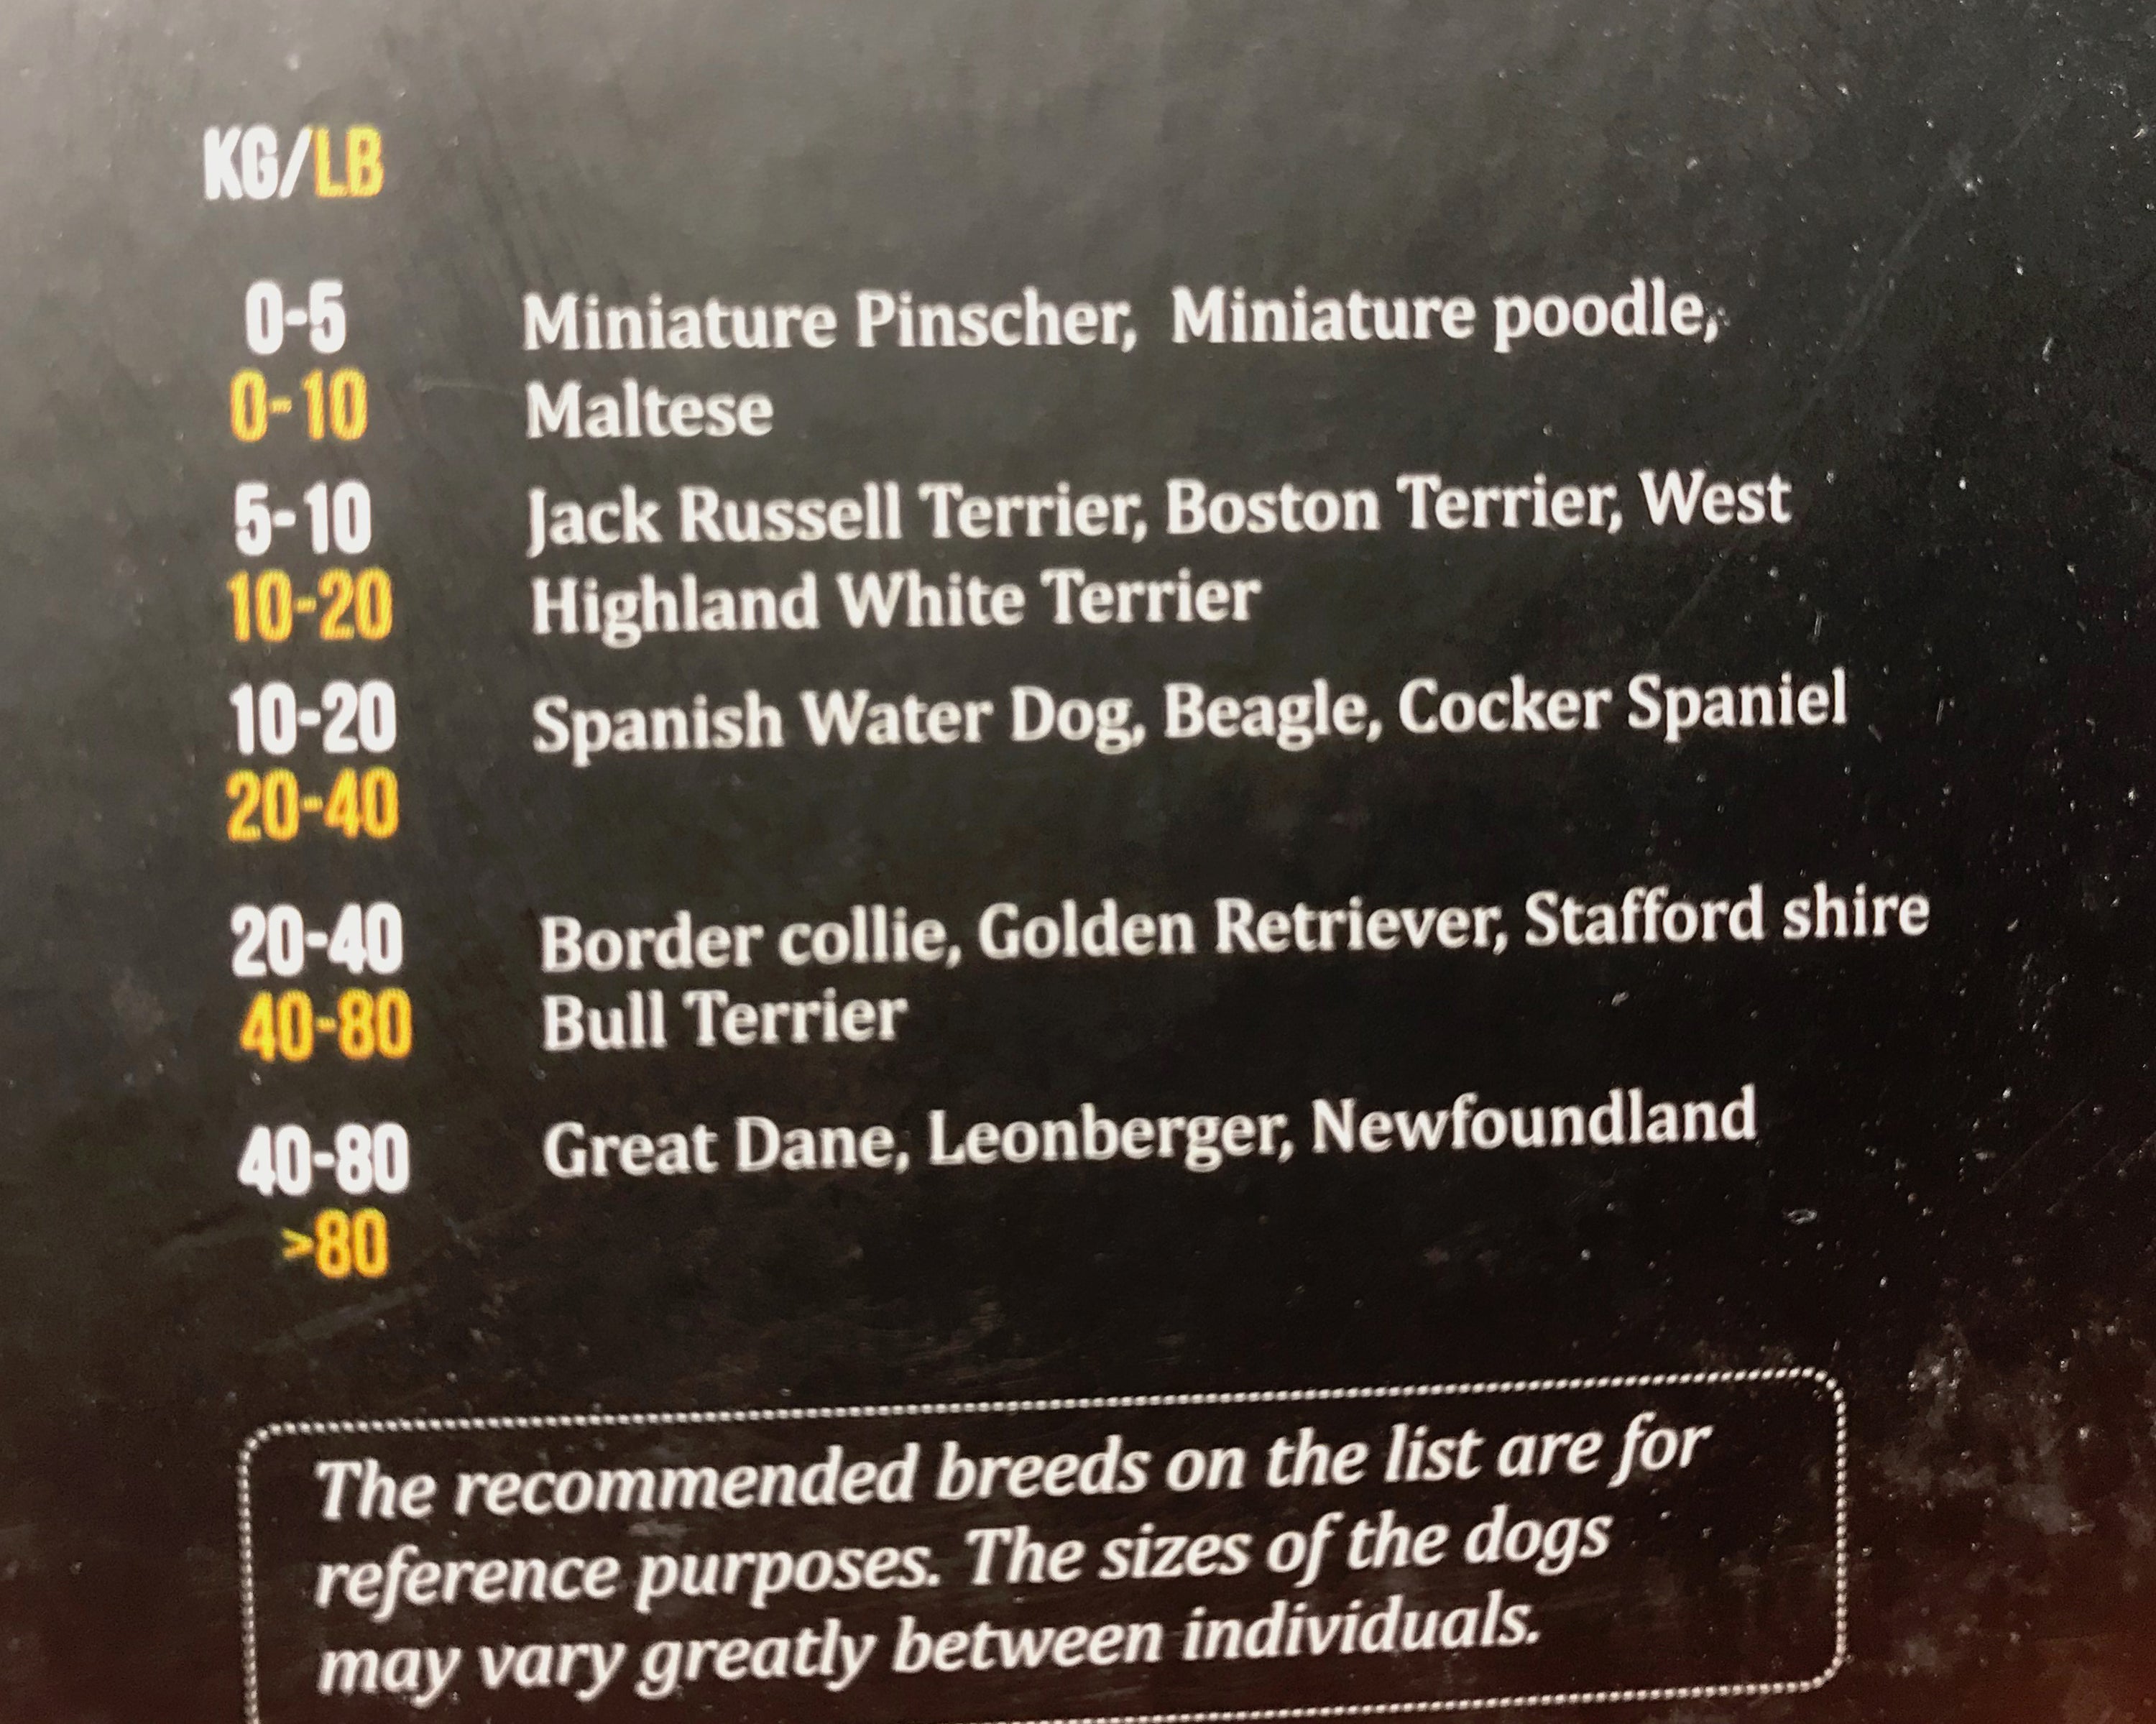 KG/LB
0-5 Miniature Pinscher, Miniature poodle,
0-10 Maltese
5-10 Jack Russell Terrier, Boston Terrier, West
10-20 Highland White Terrier
10-20 Spanish Water Dog, Beagle, Cocker Spaniel
20-40
20-40 Border collie, Golden Retriever, Stafford shire
40-80 Bull Terrier
40-80 Great Dane, Leonberger, Newfoundland
>80
The recommended breeds on the list are for
reference purposes. The sizes of the dogs
may vary greatly between individuals.